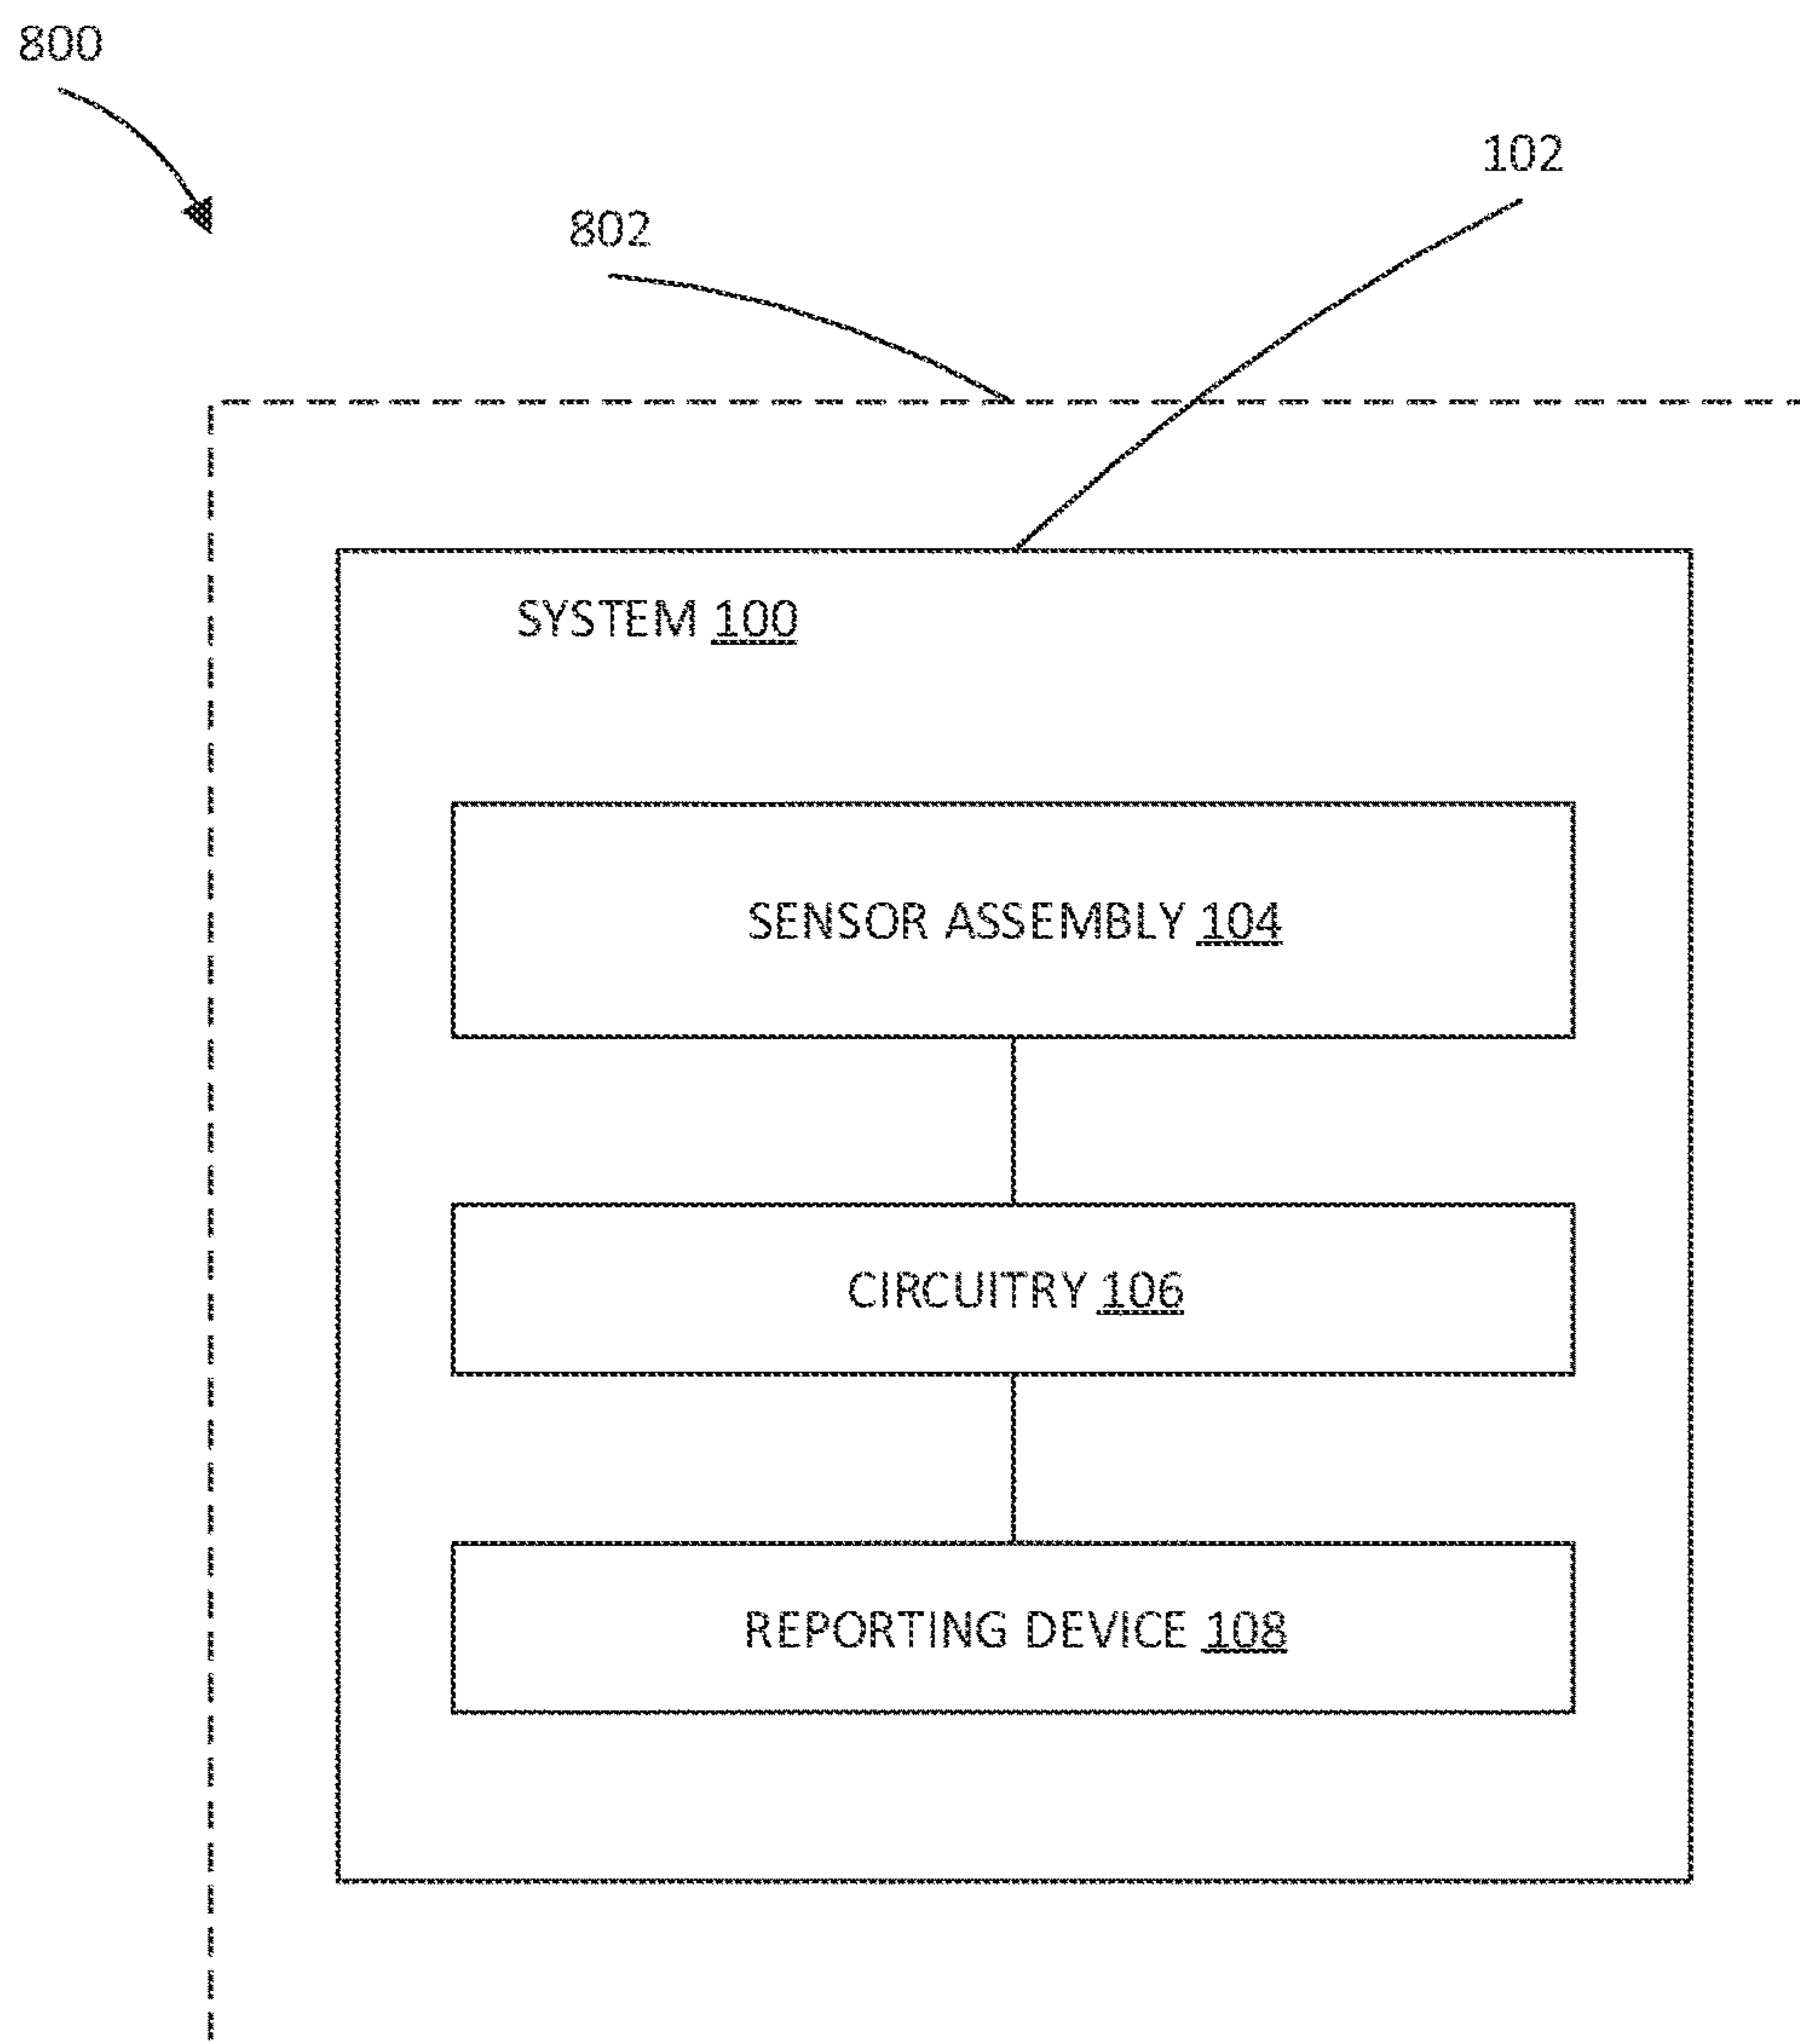 800
102
802
SYSTEM 100
SENSOR ASSEMBLY 104
CIRCUITRY 106
REPORTING DEVICE 108